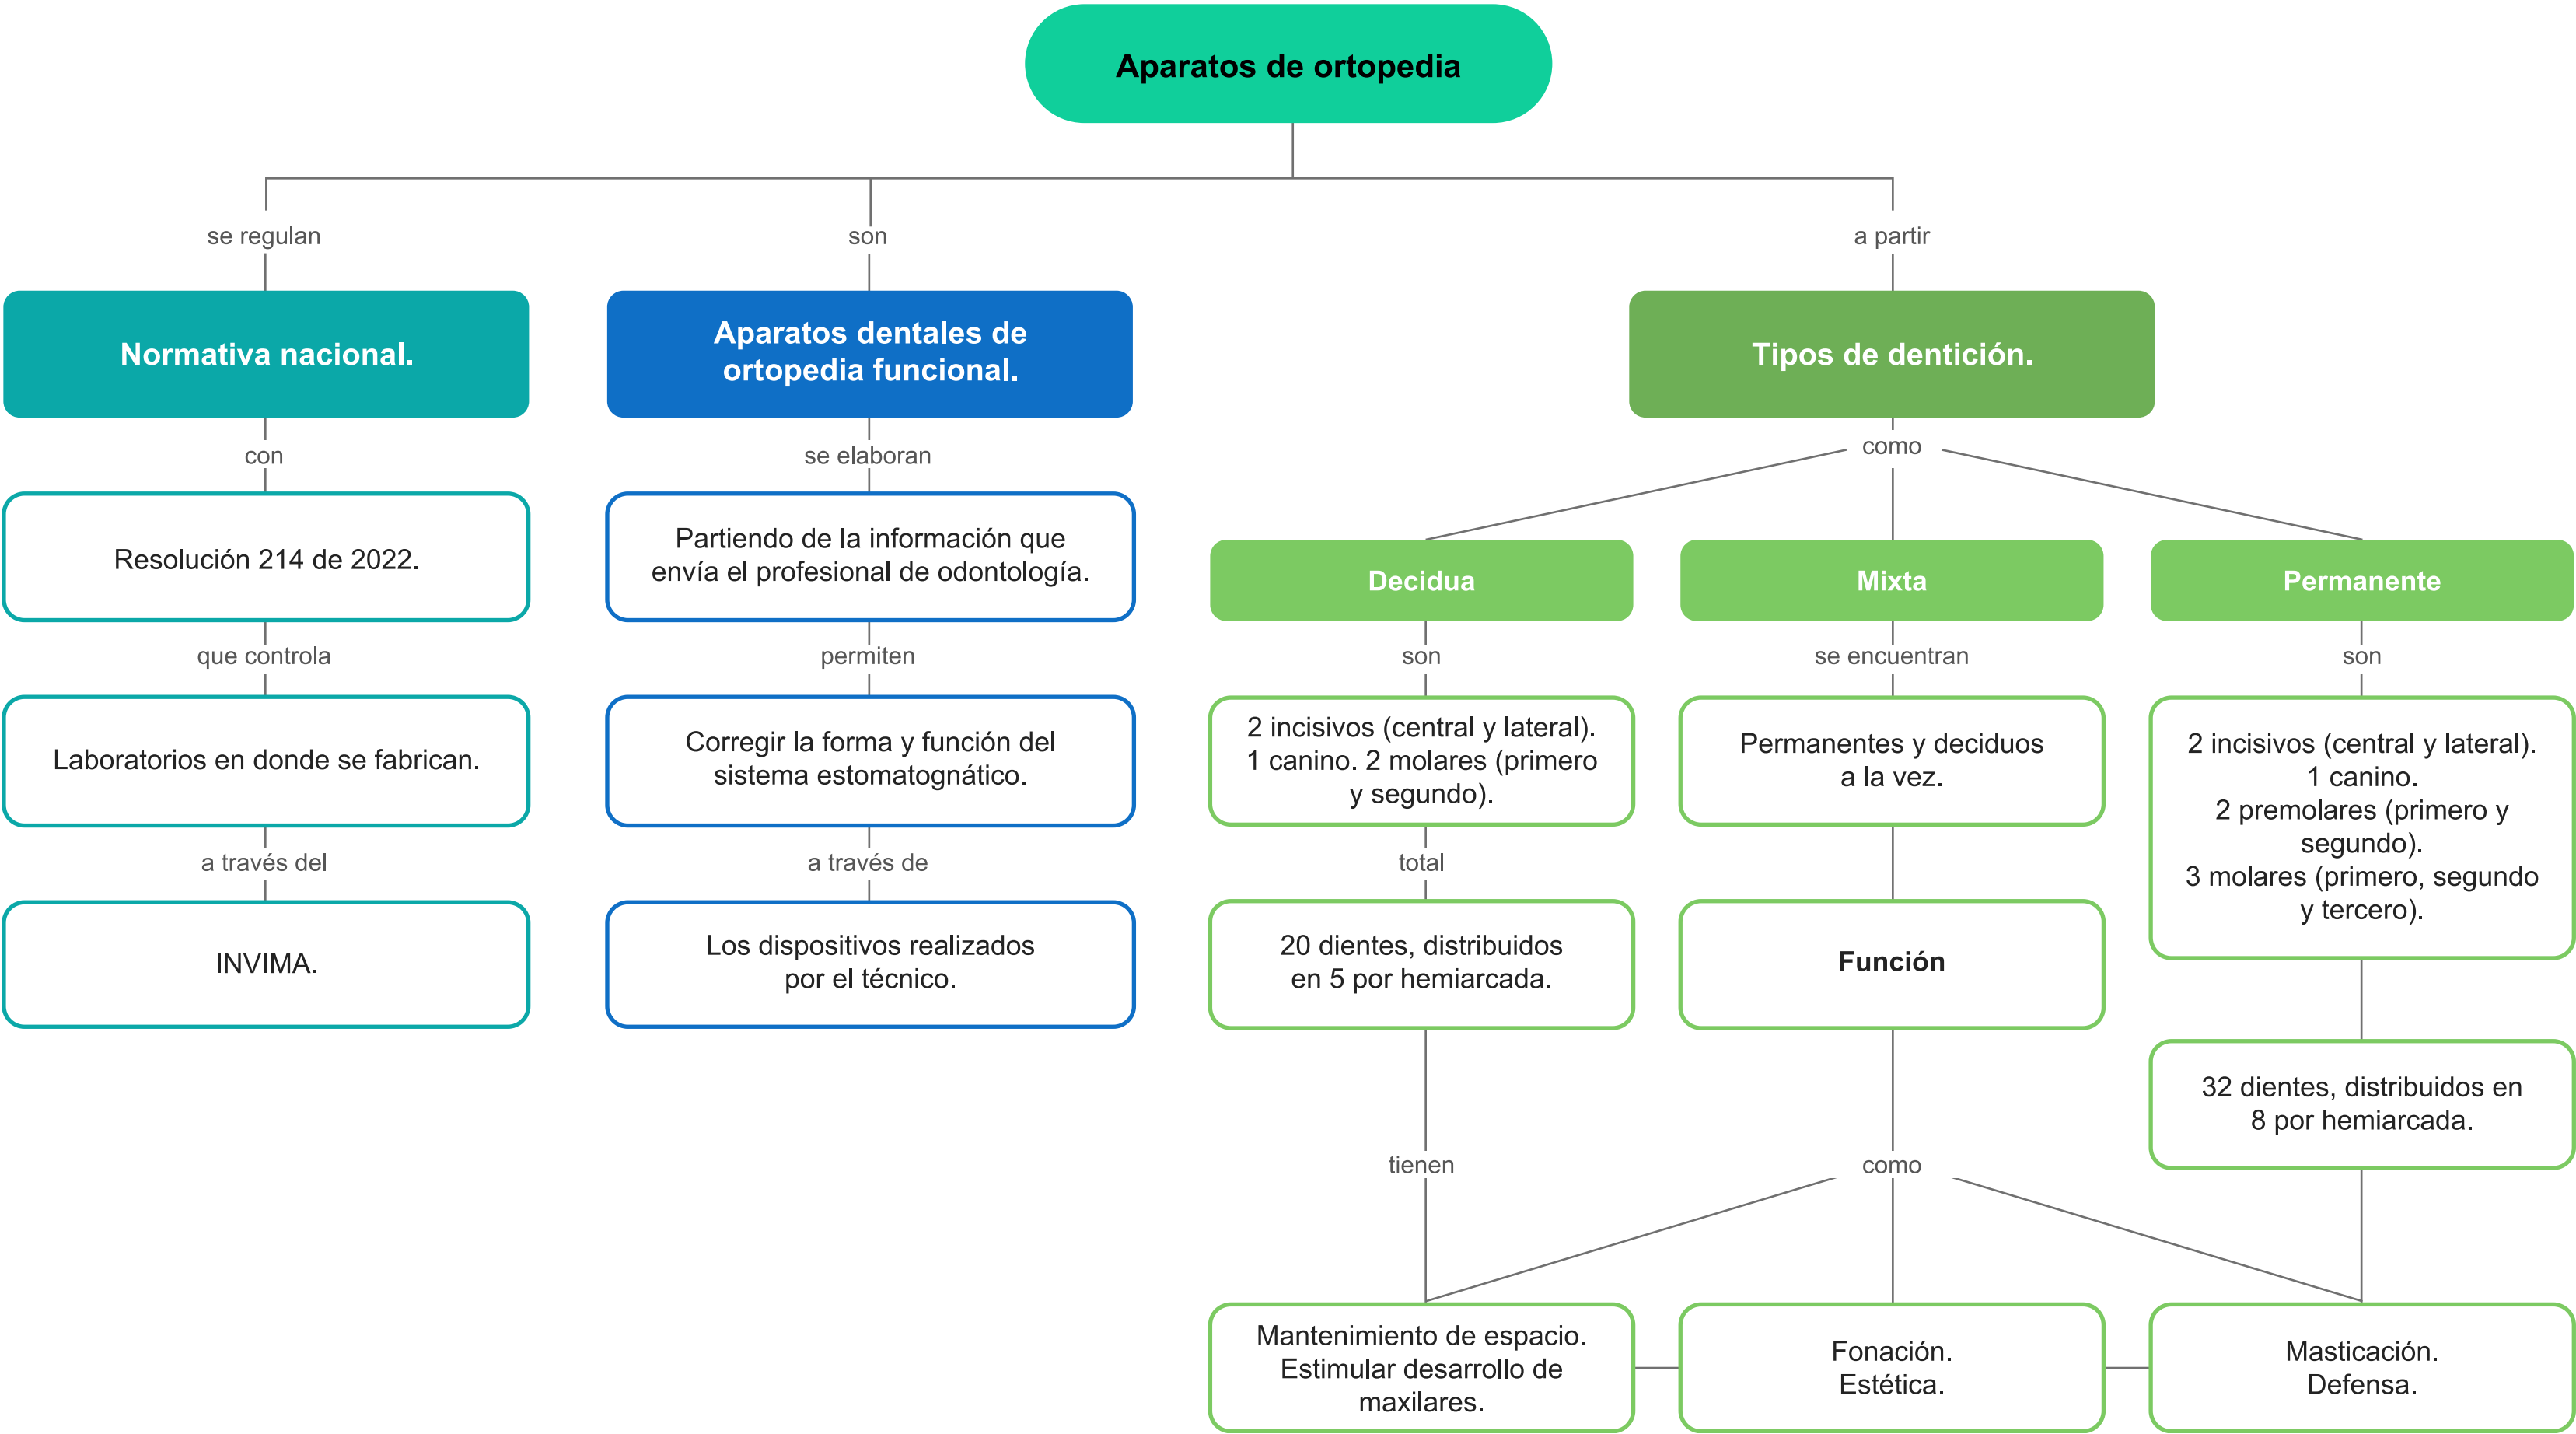 Aparatos de ortopedia
se regulan
son
a partir
Normativa nacional.
Aparatos dentales de
ortopedia funcional.
Tipos de dentición.
con
se elaboran
como
Resolución 214 de 2022.
Partiendo de la información que
envía el profesional de odontología.
Decidua
Mixta
Permanente
que controla
permiten
son
se encuentran
son
Laboratorios en donde se fabrican.
Corregir la forma y función del
sistema estomatognático.
2 incisivos (central y lateral).
1 canino. 2 molares (primero
y segundo).
Permanentes y deciduos
a la vez.
2 incisivos (central y lateral).
1 canino.
2 premolares (primero y
segundo).
3 molares (primero, segundo
y tercero).
a través del
a través de
total
INVIMA.
Los dispositivos realizados
por el técnico.
20 dientes, distribuidos
en 5 por hemiarcada.
Función
32 dientes, distribuidos en
8 por hemiarcada.
tienen
como
Mantenimiento de espacio.
Estimular desarrollo de
maxilares.
Fonación.
Estética.
Masticación.
Defensa.